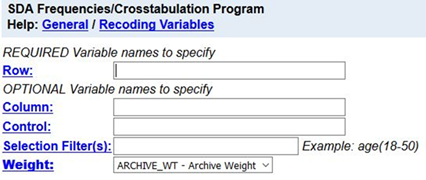 SDA Frequencies/Crosstabulation Program
Help: General / Recoding Variables
REQUIRED Variable names to specify
Row:
OPTIONAL Variable names to specify
Column:
Control:
Selection Filter(s): Example: age(18-50)
Weight: ARCHIVE_WT - Archive Weight